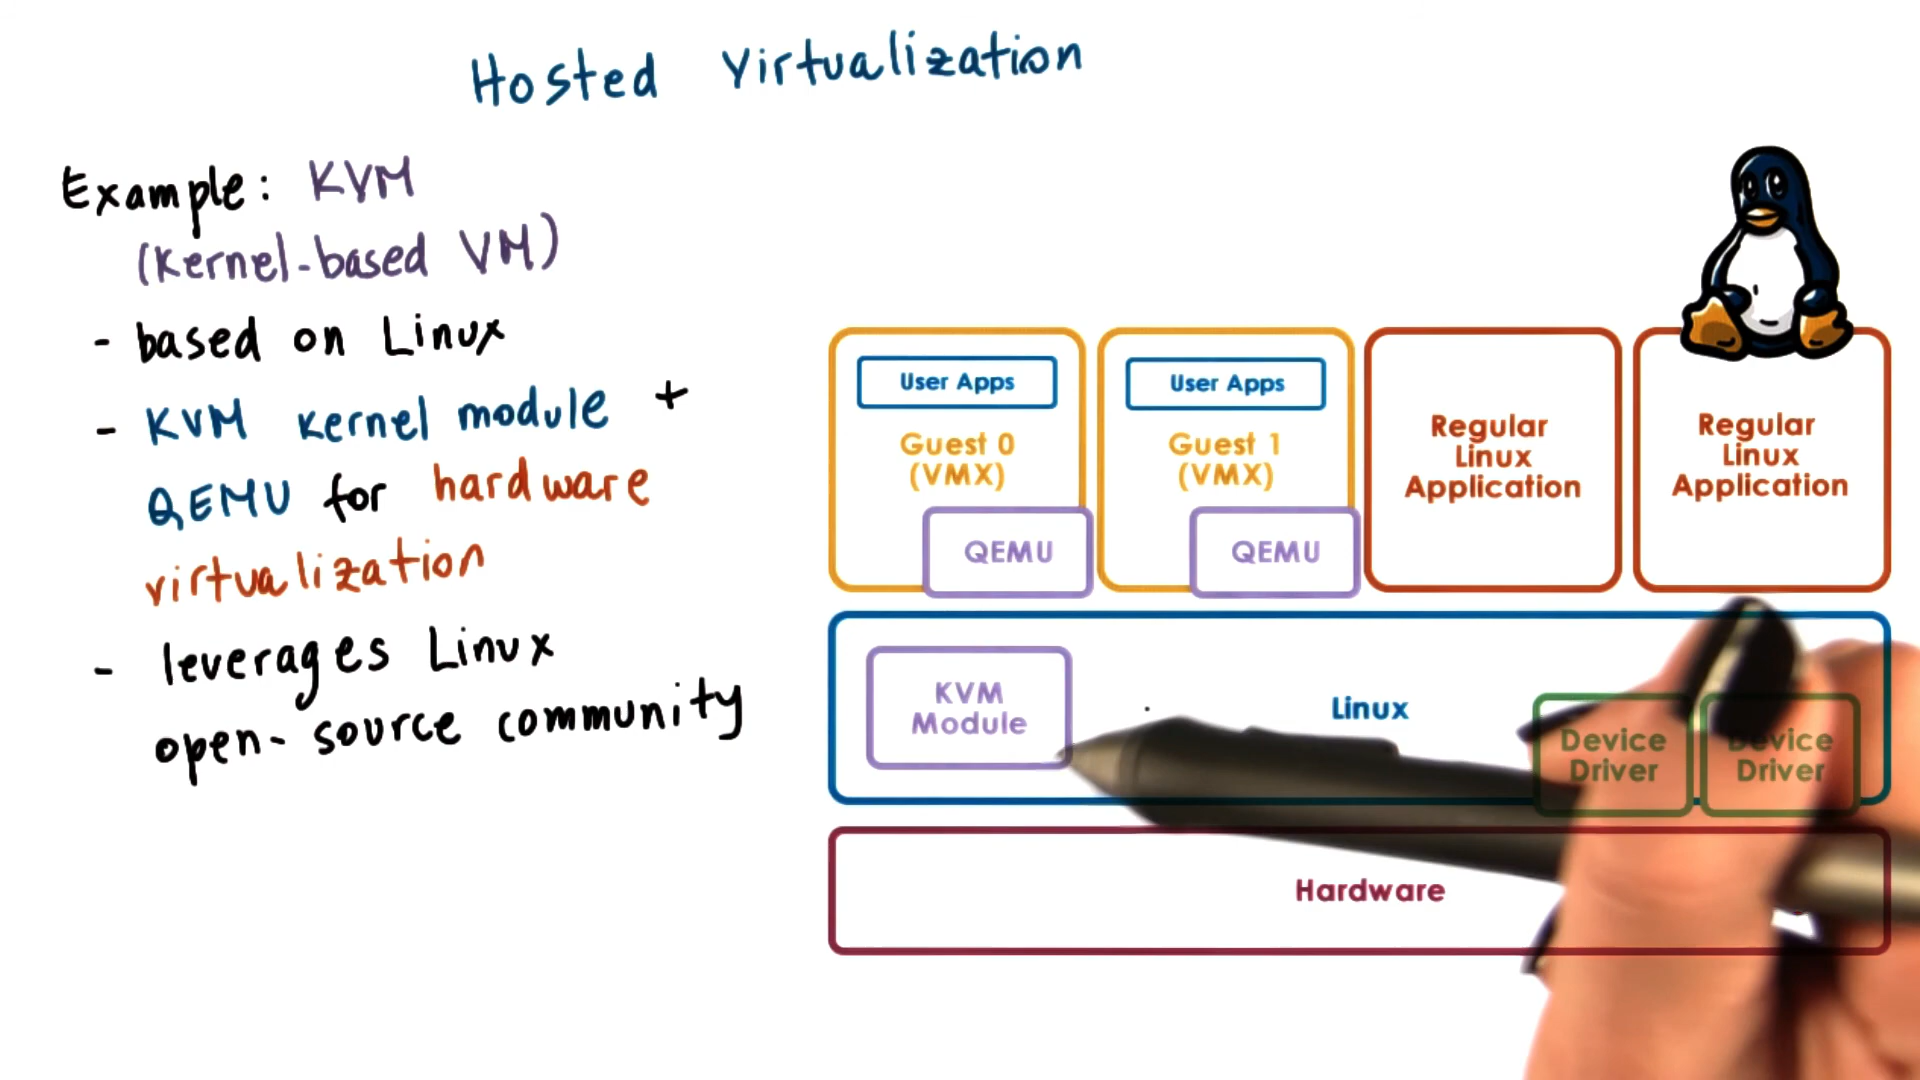 Hosted Virtualization
Example: KVM
(Kernel-based VM)
- based on Linux
- KVM kernel module +
QEMU for hardware
virtualization
- leverages Linux
open-source community
User Apps
Guest 0
(VMX)
QEMU
User Apps
Guest 1
(VMX)
QEMU
Regular
Linux
Application
Regular
Linux
Application
KVM
Module
Linux
Device
Driver
Device
Driver
Hardware